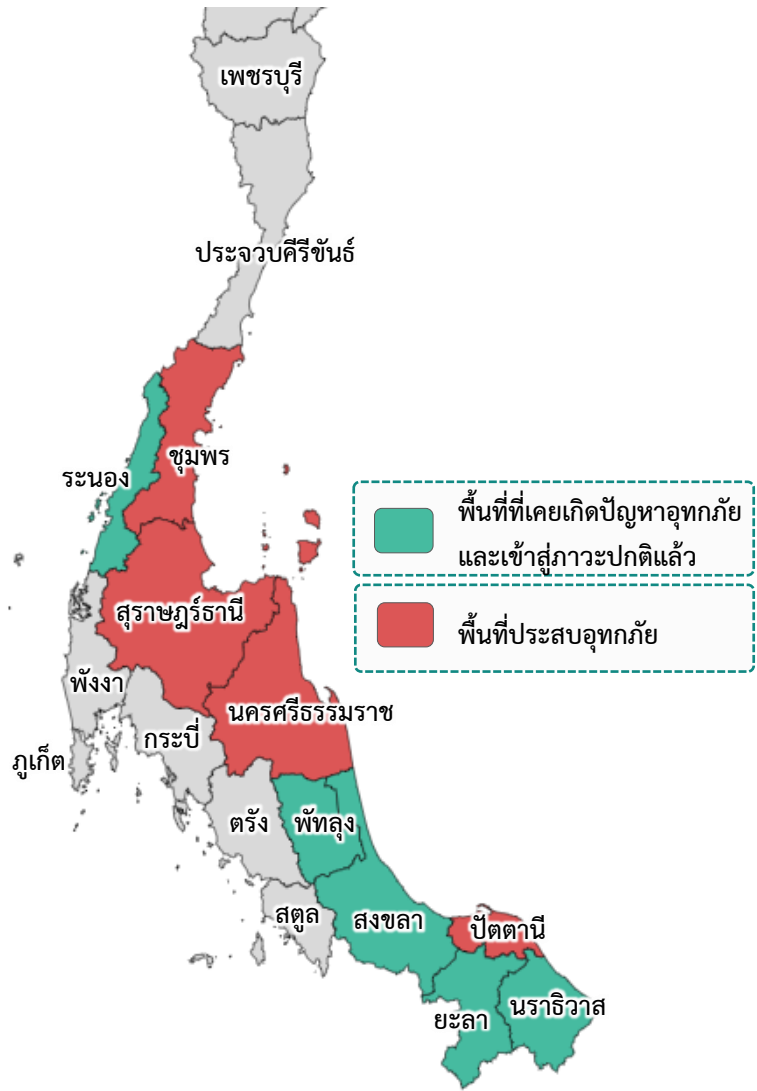 เพชรบุรี
ประจวบคีรีขันธ์
ชุมพร
ระนอง
พื้นที่ที่เคยเกิดปัญหาอุทกภัย
และเข้าสู่ภาวะปกติแล้ว
สุราษฎร์ธานี
พื้นที่ประสบอุทกภัย
พังงา
นครศรีธรรมราช
กระบี่
ภูเก็ต
ตรัง
พัทลุง
สตูล
สงขลา
ปัตตานี
นราธิวาส
ยะลา